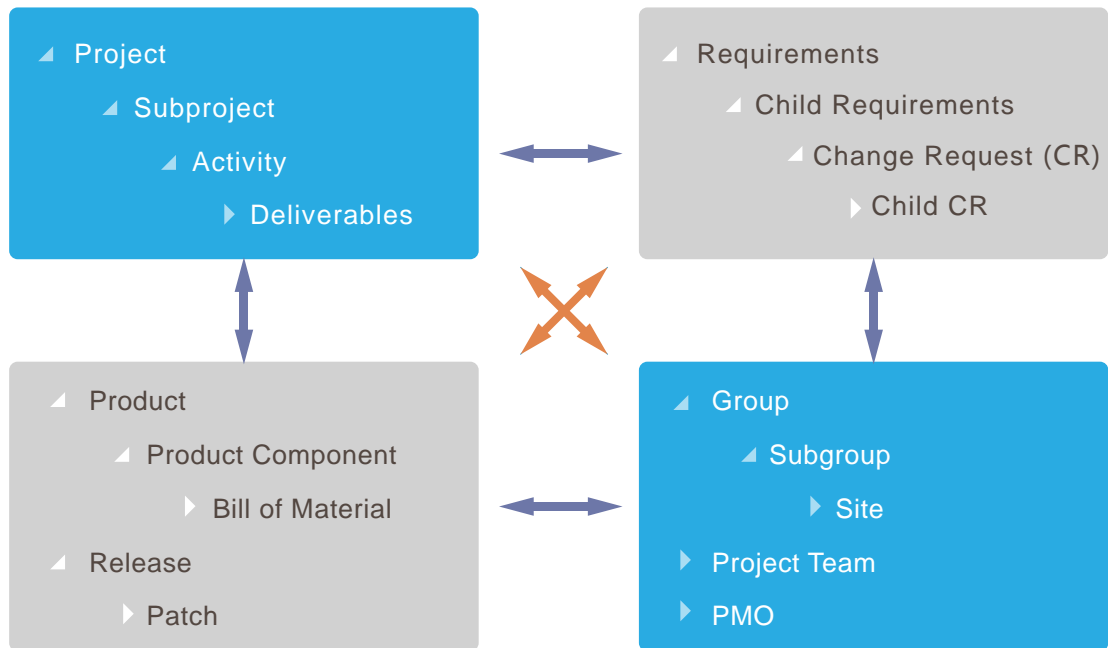 Project
Subproject
Activity
Deliverables
Requirements
Child Requirements
Change Request (CR)
Child CR
Product
Product Component
Bill of Material
Release
Patch
Group
Subgroup
Site
Project Team
PMO